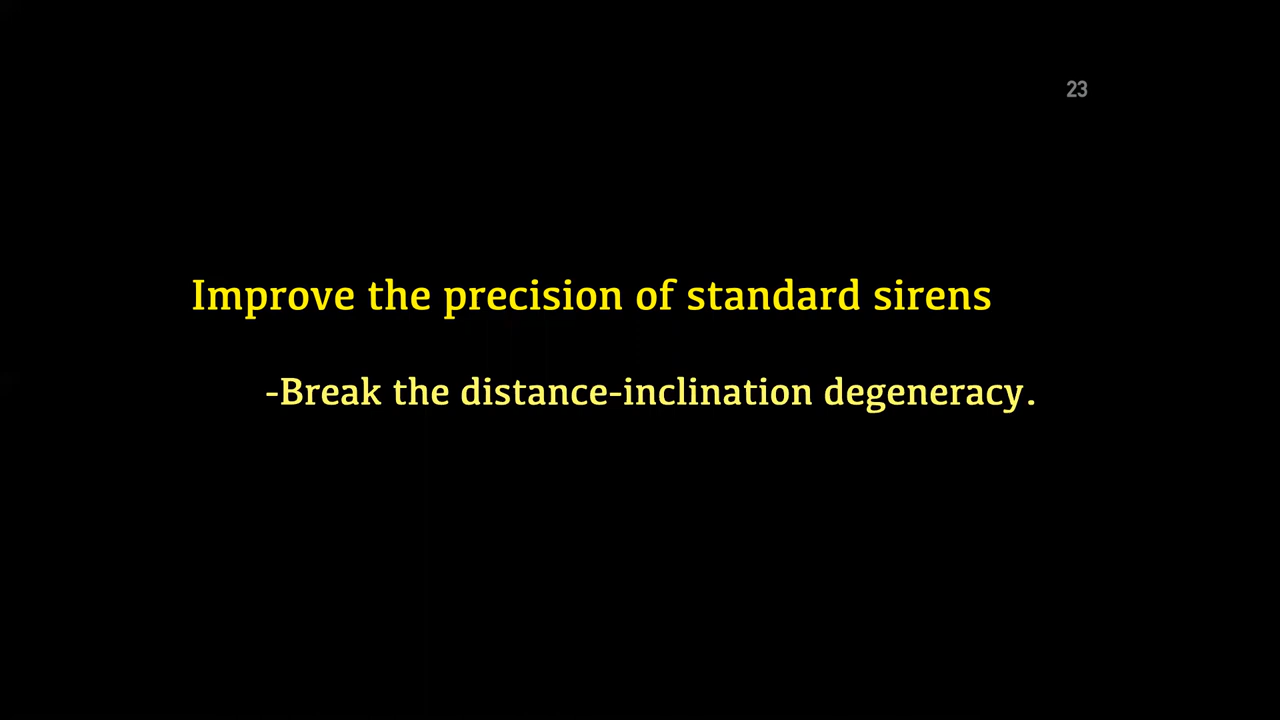 23
Improve the precision of standard sirens
-Break the distance-inclination degeneracy.